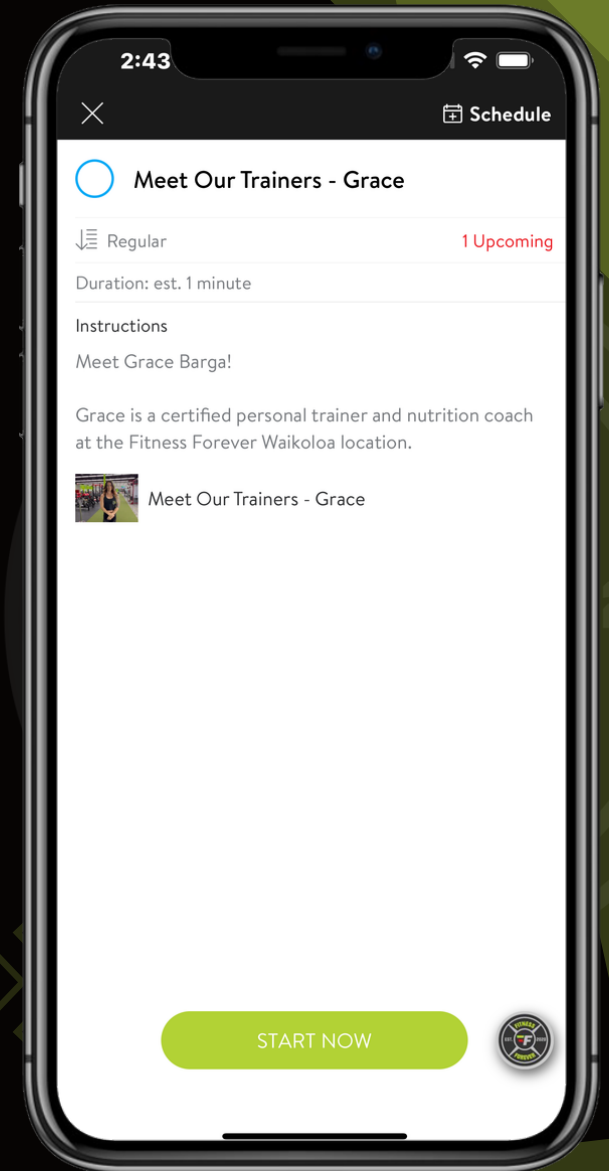 2:43
Schedule
Meet Our Trainers - Grace
Regular
1 Upcoming
Duration: est. 1 minute
Instructions
Meet Grace Barga!
Grace is a certified personal trainer and nutrition coach
at the Fitness Forever Waikoloa location.
Meet Our Trainers - Grace
START NOW
FITNESS
F
FOREVER